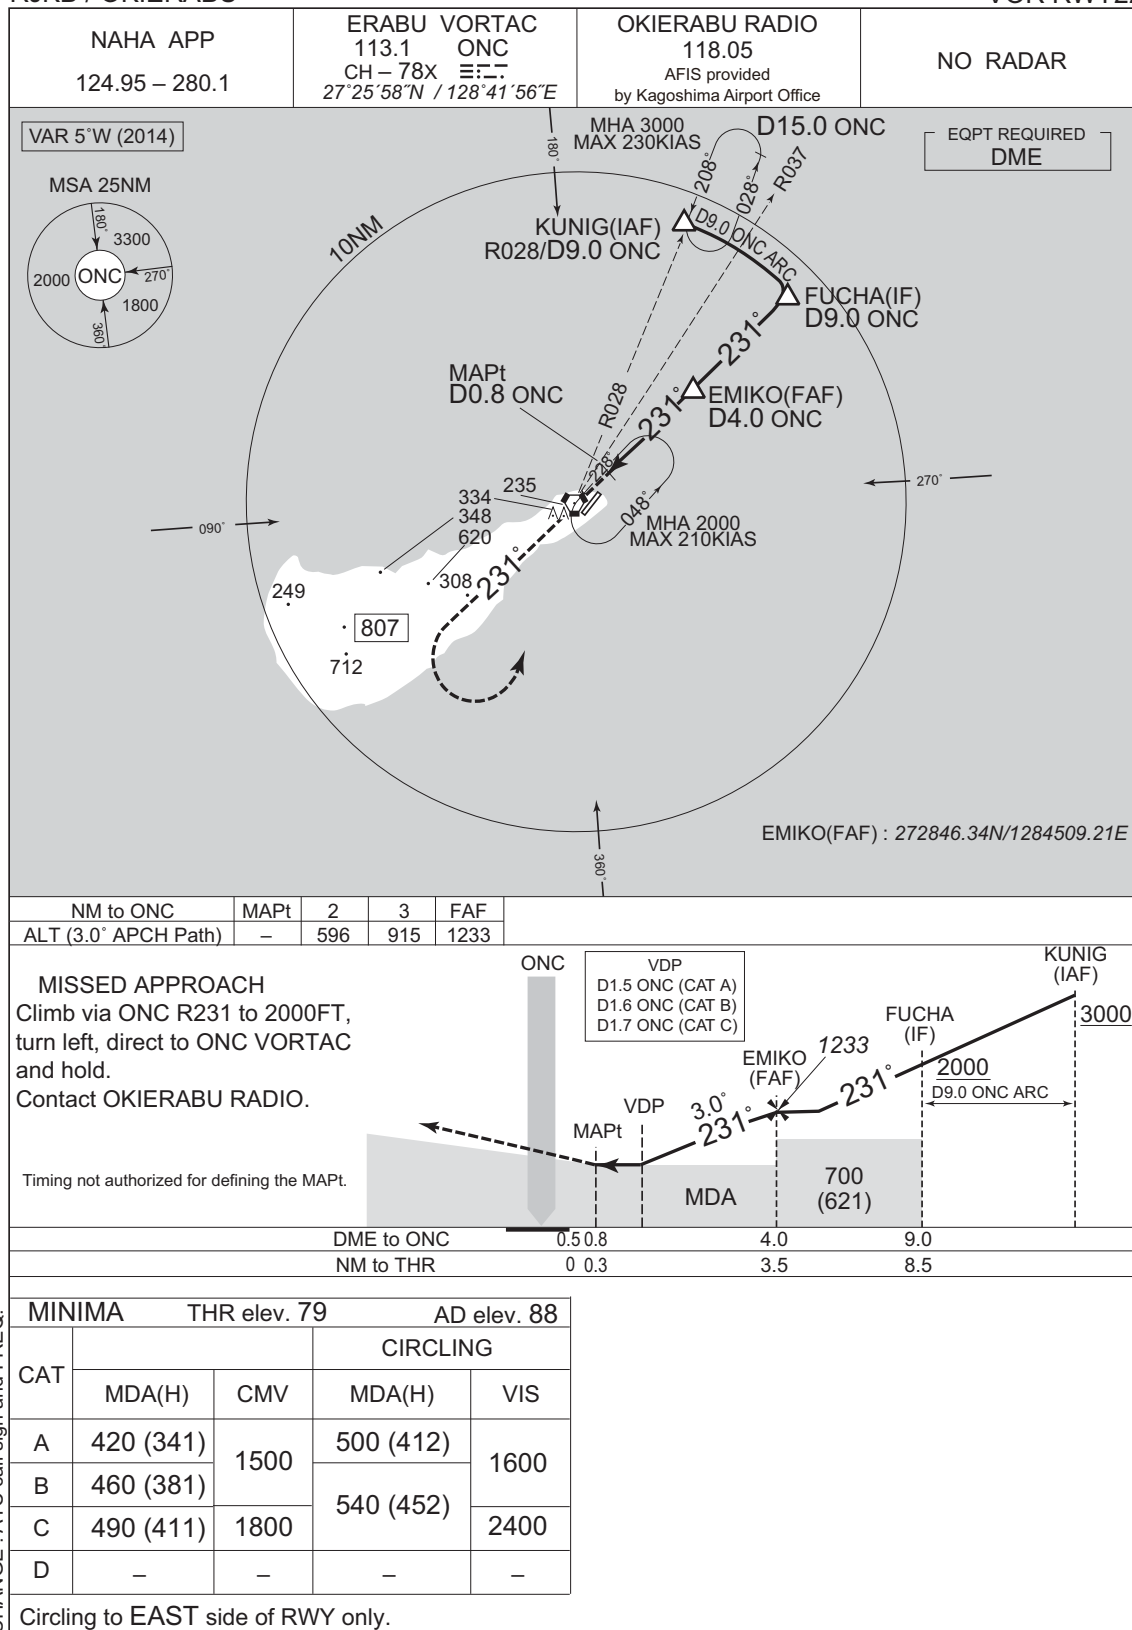 NAHA APP
124.95 – 280.1
ERABU VORTAC
113.1 ONC
CH – 78X
27°25′58″N / 128°41′56″E
OKIERABU RADIO
118.05
AFIS provided
by Kagoshima Airport Office
NO RADAR
VAR 5°W (2014)
MSA 25NM
180°
3300
2000
ONC
270°
1800
360°
EQPT REQUIRED
DME
180°
MHA 3000
MAX 230KIAS
D15.0 ONC
208°
028°
R037
10NM
KUNIG(IAF)
R028/D9.0 ONC
D9.0 ONC ARC
FUCHA(IF)
D9.0 ONC
231°
MAPt
D0.8 ONC
R028
EMIKO(FAF)
D4.0 ONC
231°
228°
048°
MHA 2000
MAX 210KIAS
270°
090°
235
334
348
620
308
231°
249
807
712
360°
EMIKO(FAF) : 272846.34N/1284509.21E
NM to ONC MAPt 2 3 FAF
ALT (3.0° APCH Path) – 596 915 1233
MISSED APPROACH
Climb via ONC R231 to 2000FT,
turn left, direct to ONC VORTAC
and hold.
Contact OKIERABU RADIO.
Timing not authorized for defining the MAPt.
ONC
VDP
D1.5 ONC (CAT A)
D1.6 ONC (CAT B)
D1.7 ONC (CAT C)
KUNIG
(IAF)
3000
FUCHA
(IF)
2000
D9.0 ONC ARC
EMIKO
(FAF)
1233
231°
3.0°
231°
VDP
MAPt
MDA
700
(621)
DME to ONC 0.5 0.8 4.0 9.0
NM to THR 0 0.3 3.5 8.5
MINIMA THR elev. 79 AD elev. 88
CAT
CIRCLING
MDA(H) CMV MDA(H) VIS
A 420 (341) 1500 500 (412) 1600
B 460 (381) 540 (452)
C 490 (411) 1800 2400
D – – – –
Circling to EAST side of RWY only.